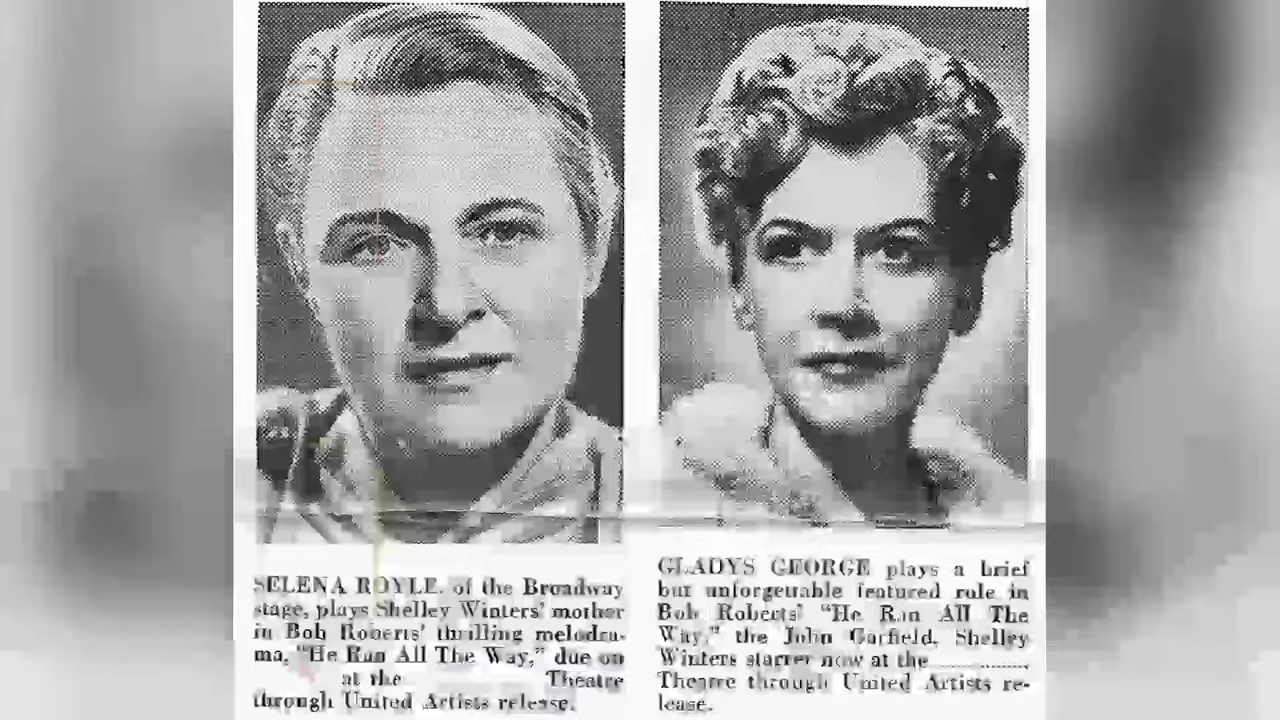 SELENA ROYLE, of the Broadway
stage, plays Shelley Winters' mother
in Bob Roberts' thrilling melodra-
ma, "He Ran All The Way," due on
at the Theatre
through United Artists release.
GLADYS GEORGE plays a brief
but unforgettable featured role in
Bob Roberts' "He Ran All The
Way," the John Garfield, Shelley
Winters starrer now at the ............
Theatre through United Artists re-
lease.